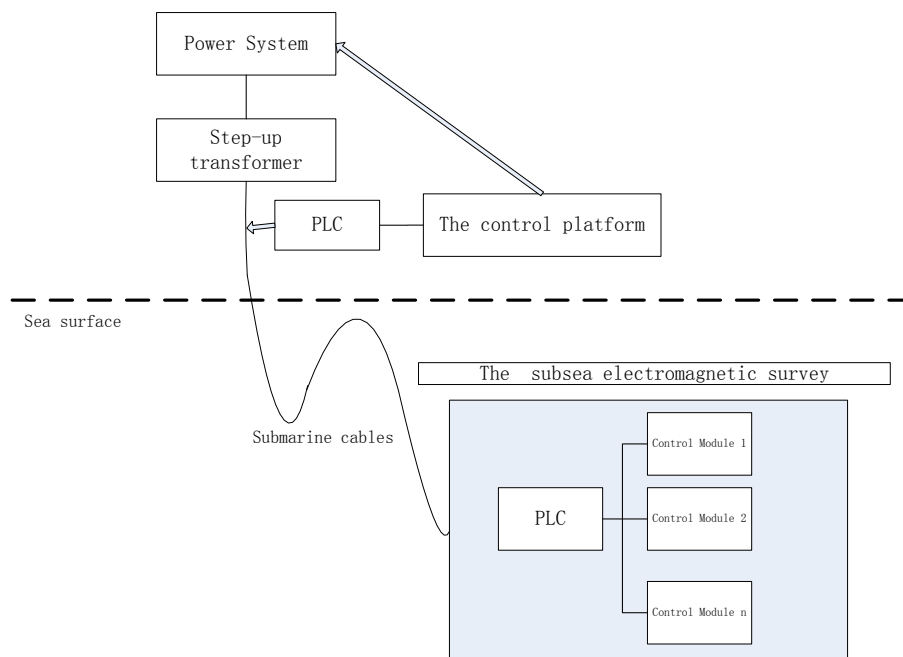 Power System
Step-up
transformer
PLC
The control platform
Sea surface
The subsea electromagnetic survey
Submarine cables
Control Module 1
PLC
Control Module 2
Control Module n